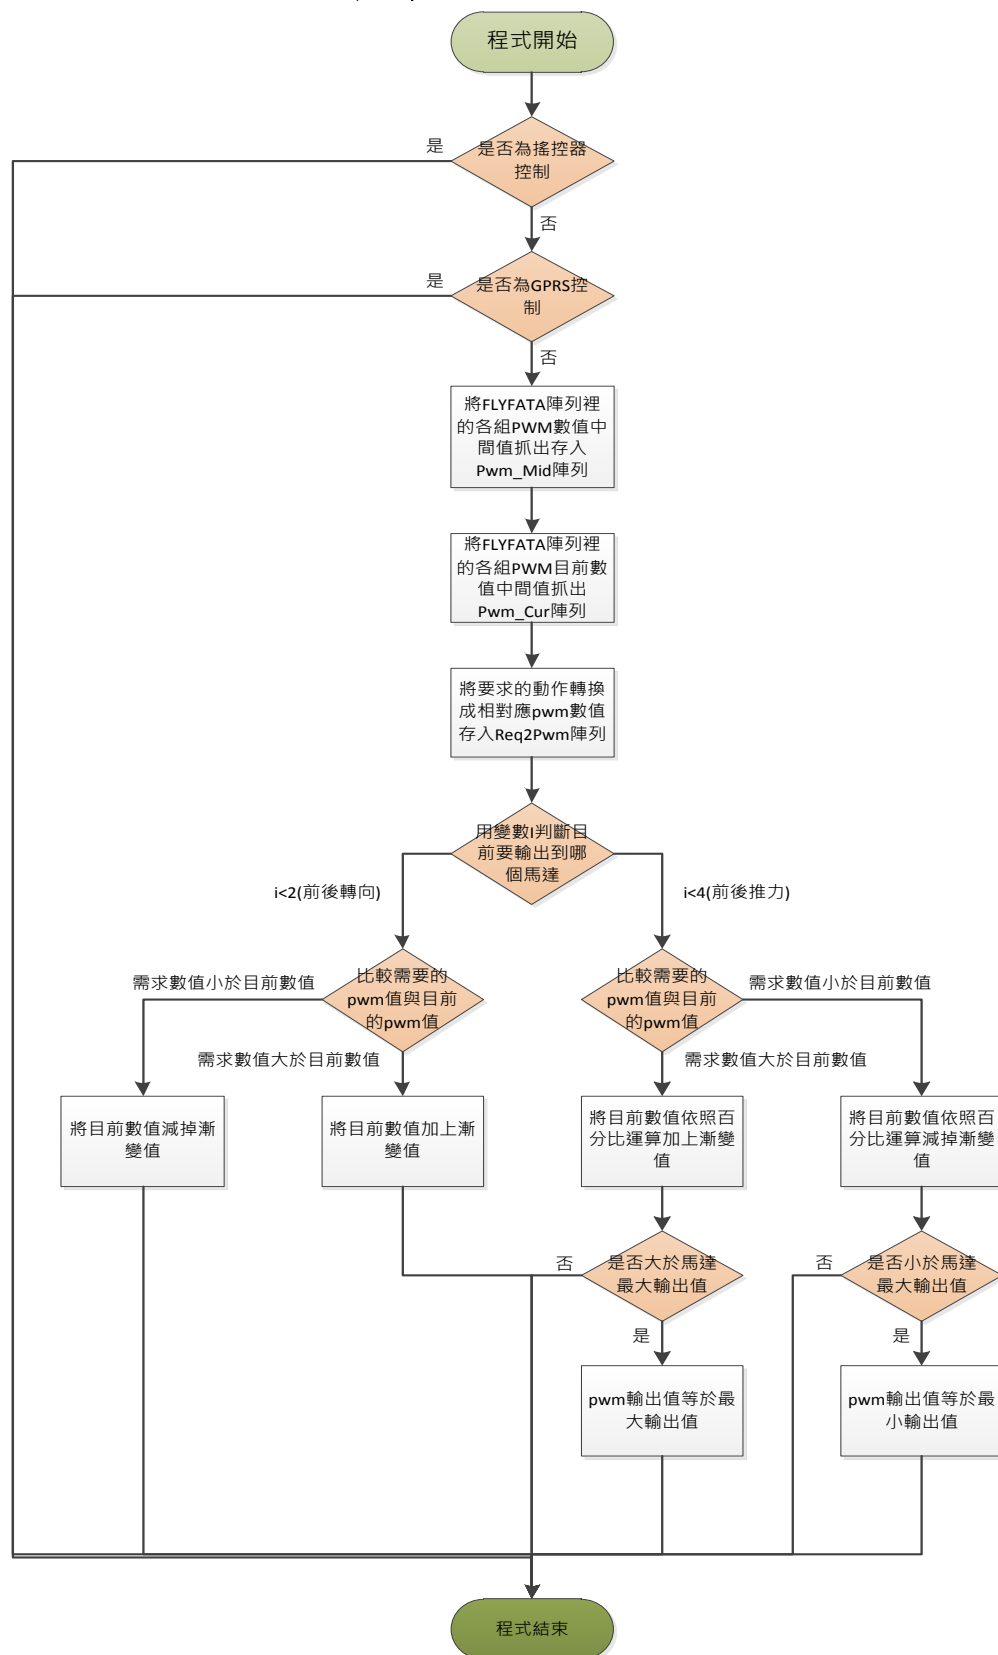 程式開始
是否為搖控器
控制
是
否
是否為GPRS控
制
是
否
將FLYFATA陣列裡
的各組PWM數值中
間值抓出存入
Pwm_Mid陣列
將FLYFATA陣列裡
的各組PWM目前數
值中間值抓出
Pwm_Cur陣列
將要求的動作轉換
成相對應pwm數值
存入Req2Pwm陣列
用變數I判斷目
前要輸出到哪
個馬達
i<2(前後轉向)
i<4(前後推力)
比較需要的
pwm值與目前
的pwm值
比較需要的
pwm值與目前
的pwm值
需求數值小於目前數值
需求數值大於目前數值
需求數值大於目前數值
需求數值小於目前數值
將目前數值減掉漸
變值
將目前數值加上漸
變值
將目前數值依照百
分比運算加上漸變
值
將目前數值依照百
分比運算減掉漸變
值
否
是否大於馬達
最大輸出值
是
否
是否小於馬達
最大輸出值
是
pwm輸出值等於最
大輸出值
pwm輸出值等於最
小輸出值
程式結束